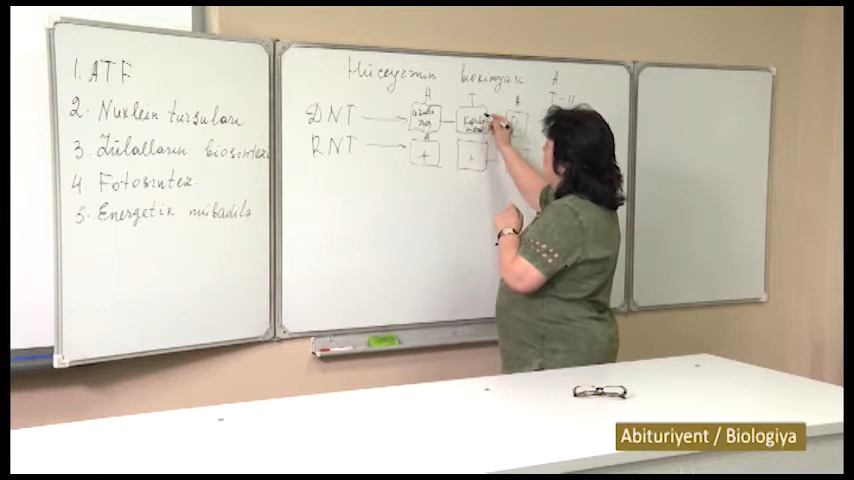 1. ATF
2. Nuklein turşuları
3. Zülalların biosintezi
4. Fotosintez.
5. Energetik mübadilə
Hüceyrənin biokimyası A
H T A T - U
DNT
RNT A
+ +
Abituriyent / Biologiya